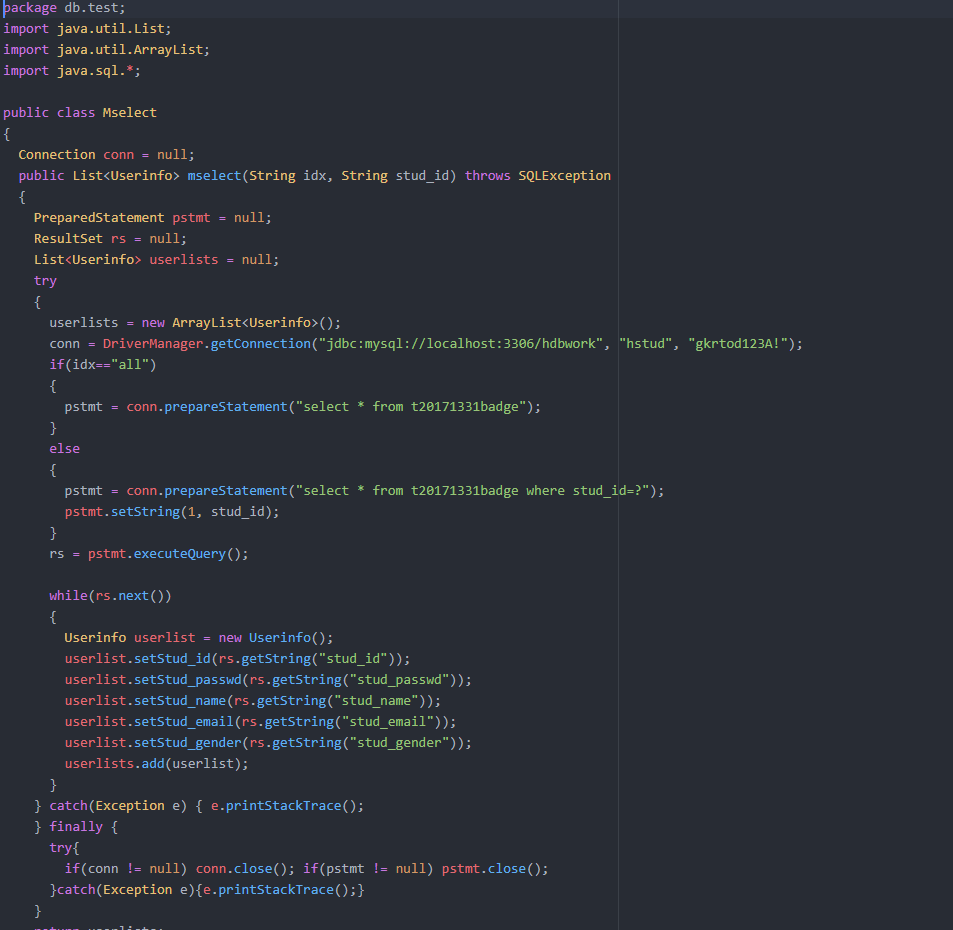 package db.test;
import java.util.List;
import java.util.ArrayList;
import java.sql.*;
public class Mselect
{
Connection conn = null;
public List<Userinfo> mselect(String idx, String stud_id) throws SQLException
{
PreparedStatement pstmt = null;
ResultSet rs = null;
List<Userinfo> userlists = null;
try
{
userlists = new ArrayList<Userinfo>();
conn = DriverManager.getConnection("jdbc:mysql://localhost:3306/hdbwork", "hstud", "gkrtod123A!");
if(idx=="all")
{
pstmt = conn.prepareStatement("select * from t20171331badge");
}
else
{
pstmt = conn.prepareStatement("select * from t20171331badge where stud_id=?");
pstmt.setString(1, stud_id);
}
rs = pstmt.executeQuery();
while(rs.next())
{
Userinfo userlist = new Userinfo();
userlist.setStud_id(rs.getString("stud_id"));
userlist.setStud_passwd(rs.getString("stud_passwd"));
userlist.setStud_name(rs.getString("stud_name"));
userlist.setStud_email(rs.getString("stud_email"));
userlist.setStud_gender(rs.getString("stud_gender"));
userlists.add(userlist);
}
} catch(Exception e) { e.printStackTrace();
} finally {
try{
if(conn != null) conn.close(); if(pstmt != null) pstmt.close();
}catch(Exception e){e.printStackTrace();}
}